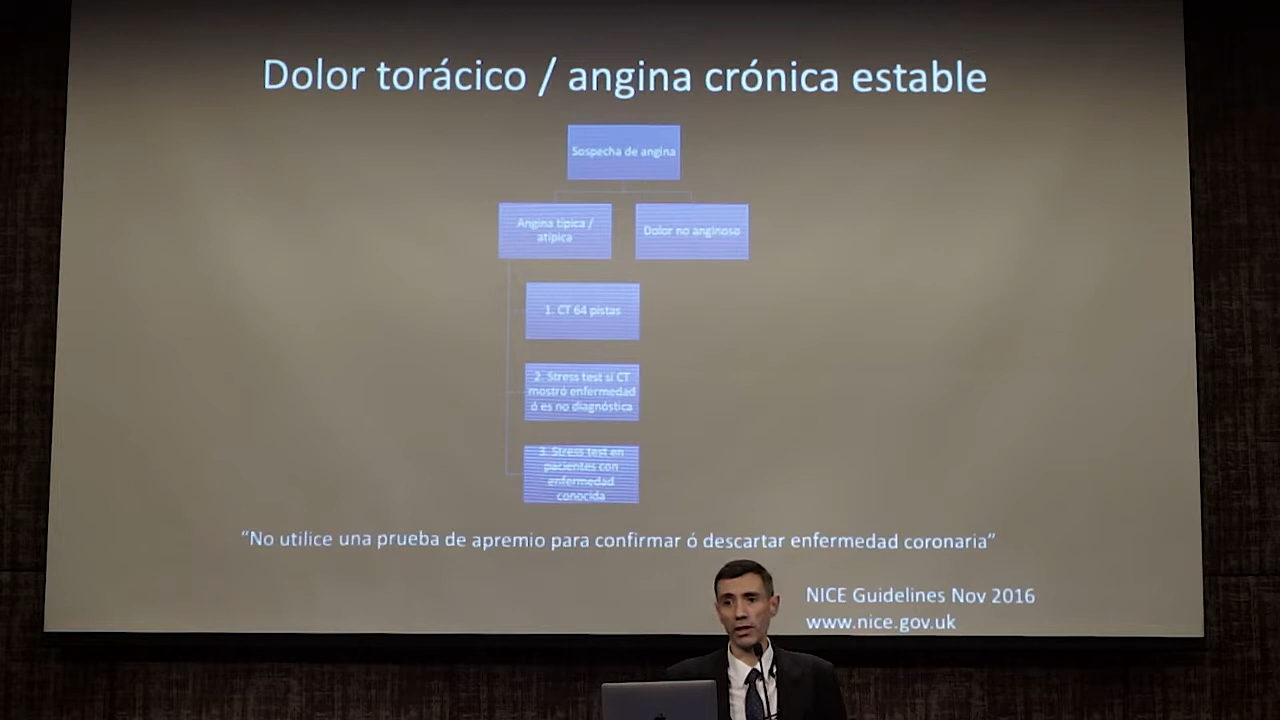 Dolor torácico / angina crónica estable
Sospecha de angina
Angina típica /
atípica
Dolor no anginoso
1. CT 64 pistas
2. Stress test si CT
mostró enfermedad
ó es no diagnóstica
3. Stress test en
pacientes con
enfermedad
conocida
“No utilice una prueba de apremio para confirmar ó descartar enfermedad coronaria”
NICE Guidelines Nov 2016
www.nice.gov.uk